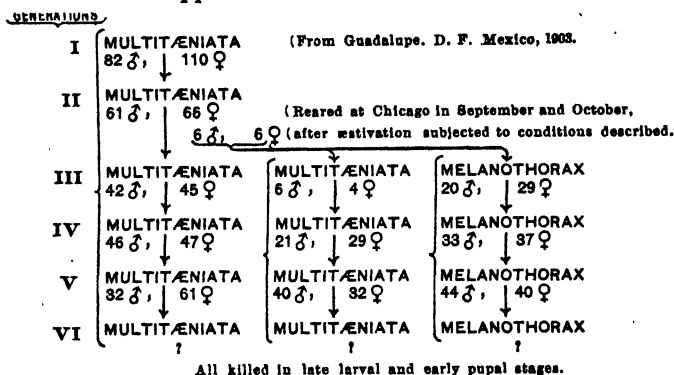 GENERATIONS
I MULTITÆNIATA (From Guadalupe. D. F. Mexico, 1903.
82 ♂, 110 ♀
II MULTITÆNIATA
61 ♂, 66 ♀ (Reared at Chicago in September and October,
6 ♂, 6 ♀ (after æstivation subjected to conditions described.
III MULTITÆNIATA MULTITÆNIATA MELANOTHORAX
42 ♂, 45 ♀ 6 ♂, 4 ♀ 20 ♂, 29 ♀
IV MULTITÆNIATA MULTITÆNIATA MELANOTHORAX
46 ♂, 47 ♀ 21 ♂, 29 ♀ 33 ♂, 37 ♀
V MULTITÆNIATA MULTITÆNIATA MELANOTHORAX
32 ♂, 61 ♀ 40 ♂, 32 ♀ 44 ♂, 40 ♀
VI MULTITÆNIATA MULTITÆNIATA MELANOTHORAX
? ? ?
All killed in late larval and early pupal stages.